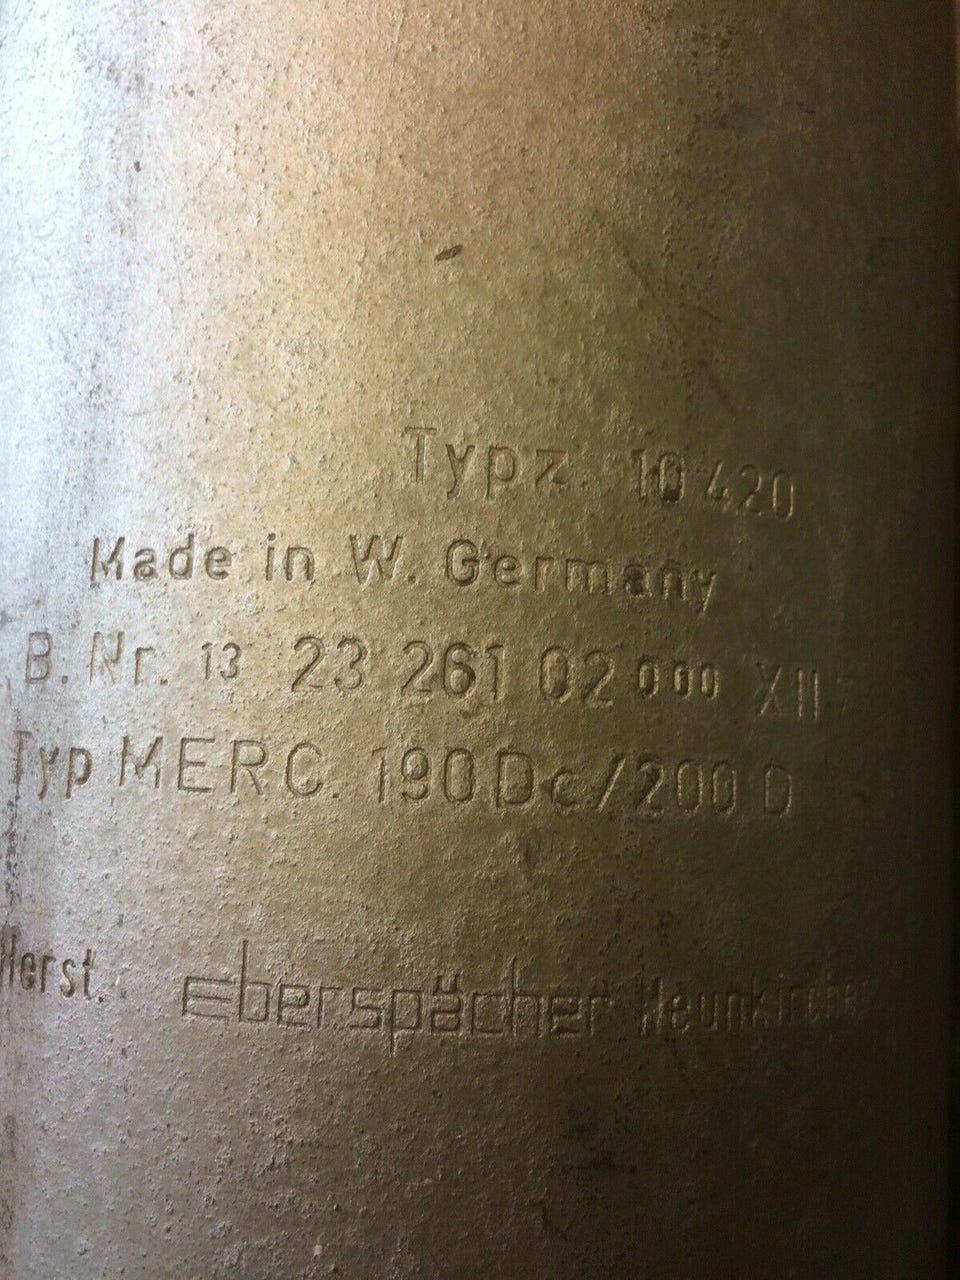 Typz. 10 420
Made in W. Germany
B. Nr. 13 23 261 02 000 XII
Typ MERC. 190 Dc/200 D
Herst. Eberspächer Neunkirchen